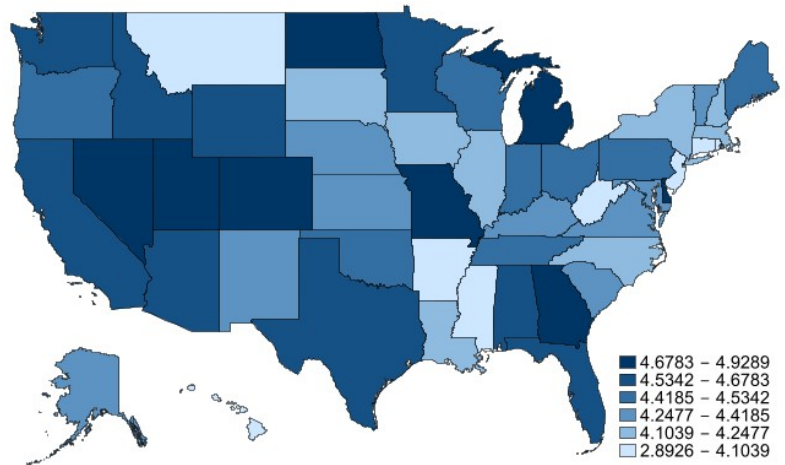 4.6783 – 4.9289
4.5342 – 4.6783
4.4185 – 4.5342
4.2477 – 4.4185
4.1039 – 4.2477
2.8926 – 4.1039